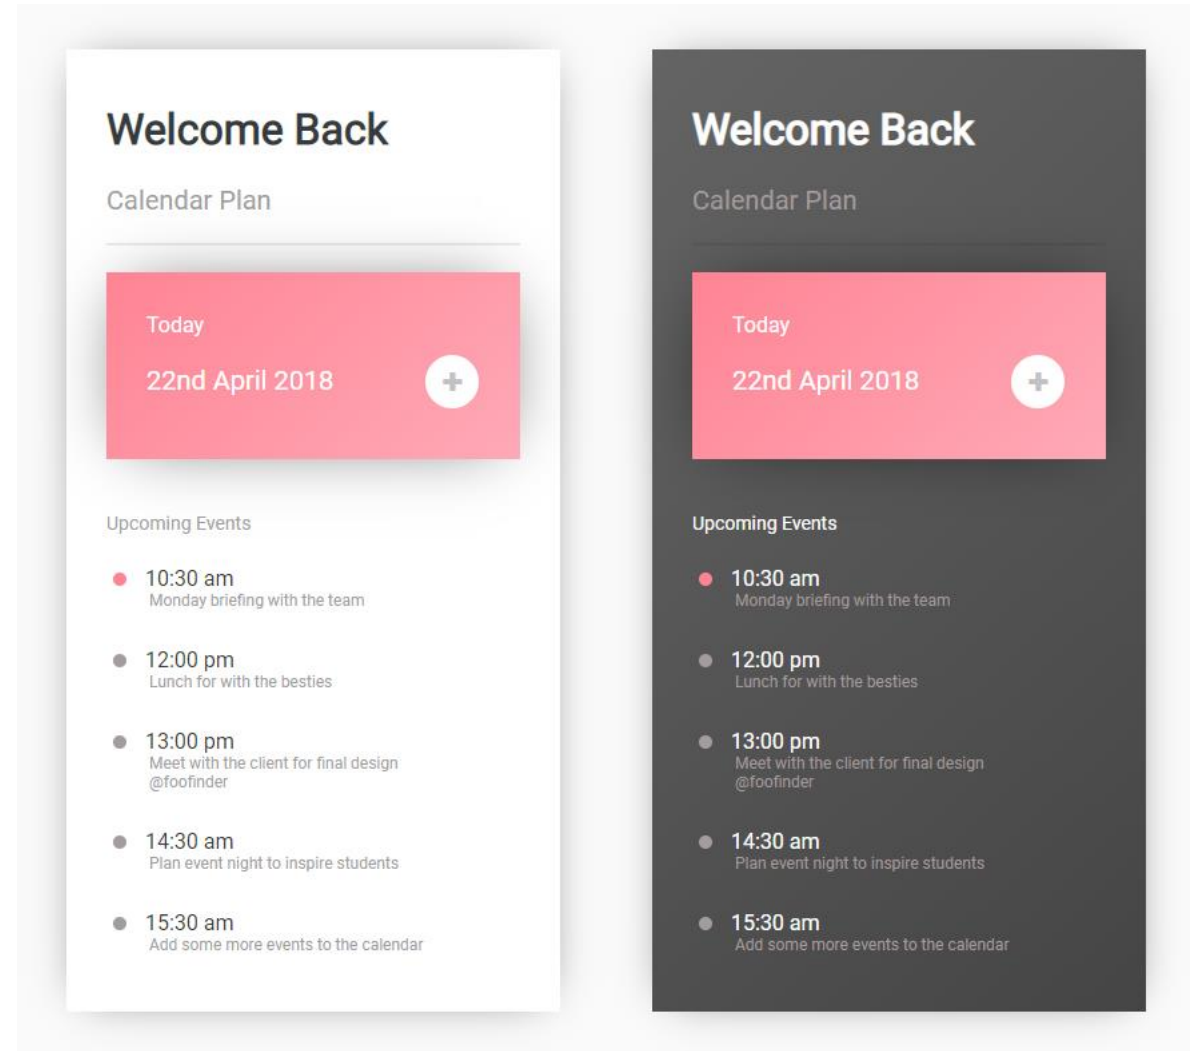 Welcome Back
Calendar Plan
Today
22nd April 2018
Upcoming Events
10:30 am
Monday briefing with the team
12:00 pm
Lunch for with the besties
13:00 pm
Meet with the client for final design
@foofinder
14:30 am
Plan event night to inspire students
15:30 am
Add some more events to the calendar
Welcome Back
Calendar Plan
Today
22nd April 2018
Upcoming Events
10:30 am
Monday briefing with the team
12:00 pm
Lunch for with the besties
13:00 pm
Meet with the client for final design
@foofinder
14:30 am
Plan event night to inspire students
15:30 am
Add some more events to the calendar